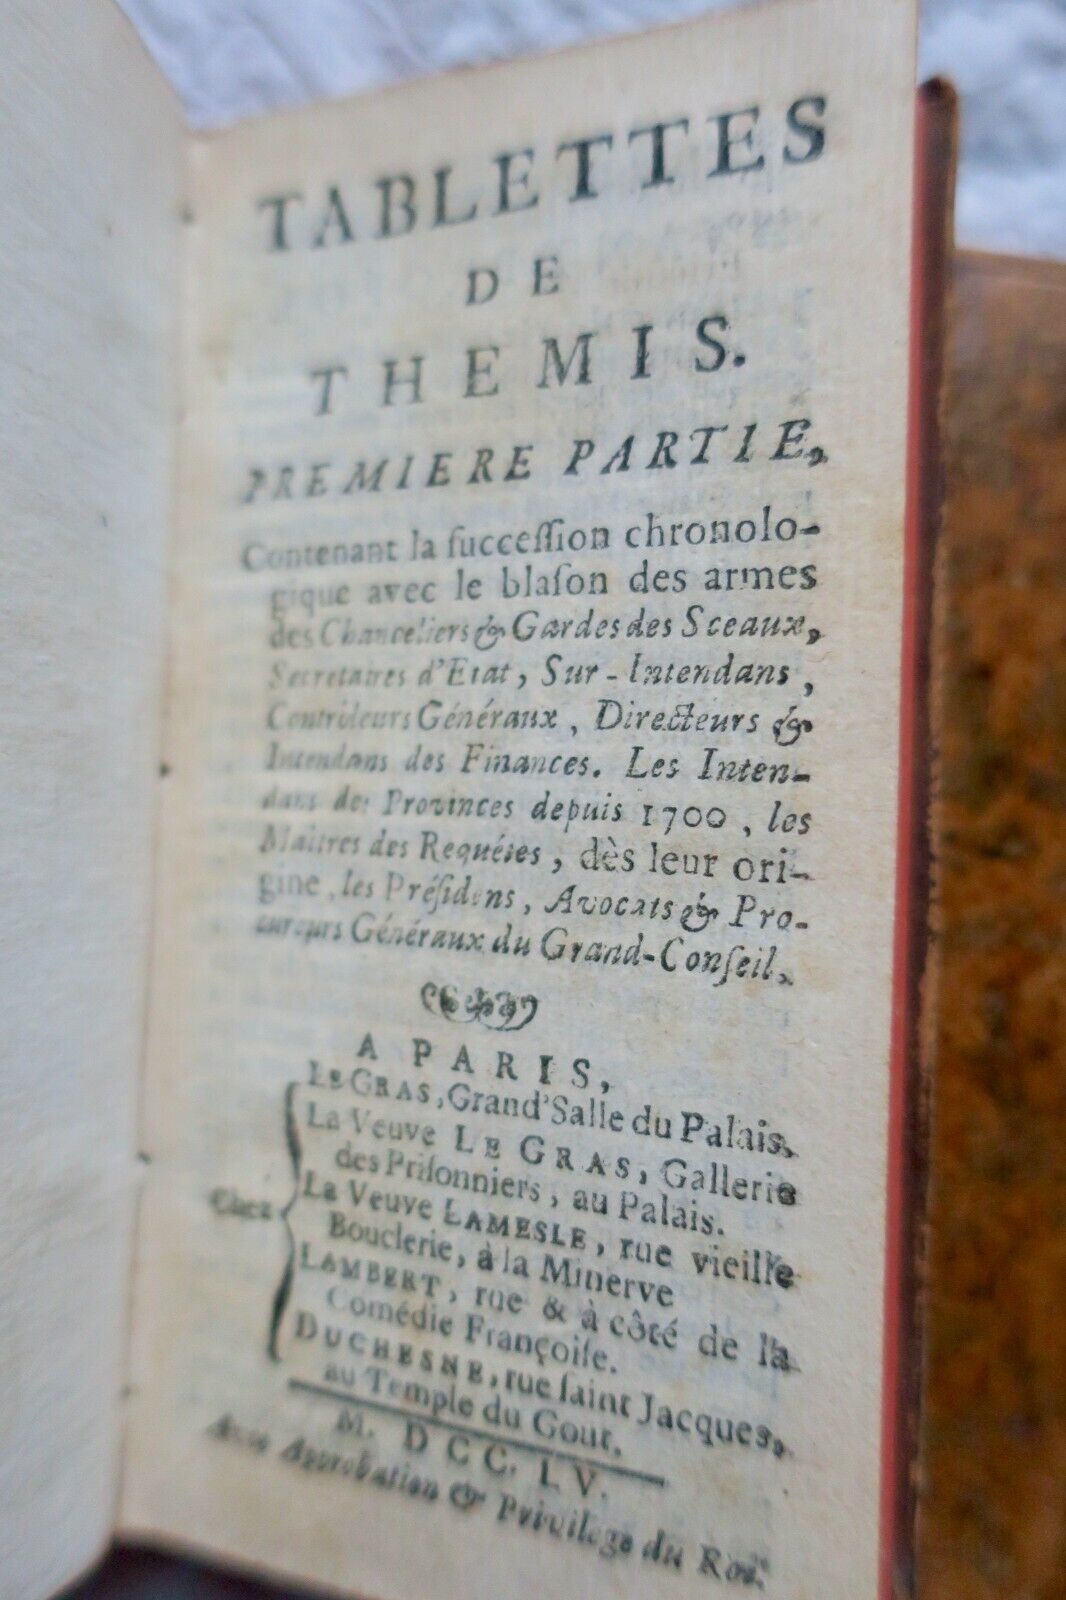 TABLETTES
DE
THEMIS.
PREMIERE PARTIE,
Contenant la ſucceſſion chronolo-
gique avec le blaſon des armes
des Chanceliers & Gardes des Sceaux,
Secretaires d'Etat, Sur-Intendans,
Contrôleurs Généraux, Directeurs &
Intendans des Finances. Les Inten-
dans des Provinces depuis 1700, les
Maîtres des Requêtes, dès leur ori-
gine, les Préſidens, Avocats & Pro-
cureurs Généraux du Grand-Conſeil,
A PARIS,
LE GRAS, Grand'Salle du Palais,
La Veuve LE GRAS, Gallerie
des Priſonniers, au Palais.
Chez
La Veuve LAMESLE, rue vieille
Bouclerie, à la Minerve
LAMBERT, rue & à côté de la
Comédie Françoiſe.
DUCHESNE, rue ſaint Jacques,
au Temple du Gout.
M. DCC. LV.
Avec Approbation & Privilege du Roi.